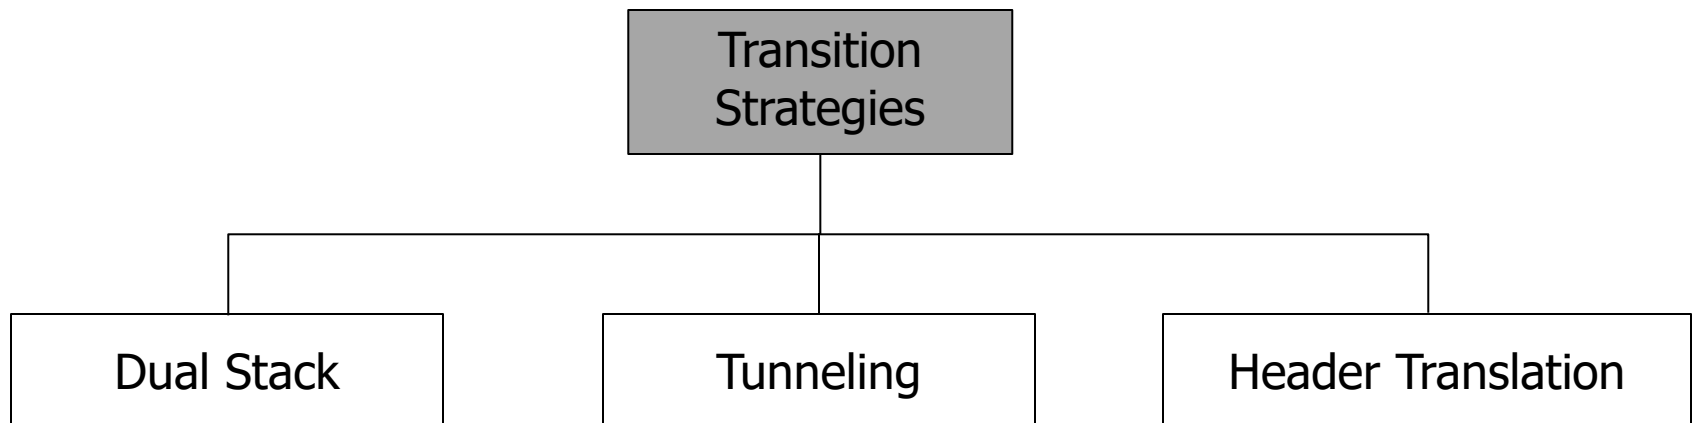 Transition
Strategies
Dual Stack
Tunneling
Header Translation